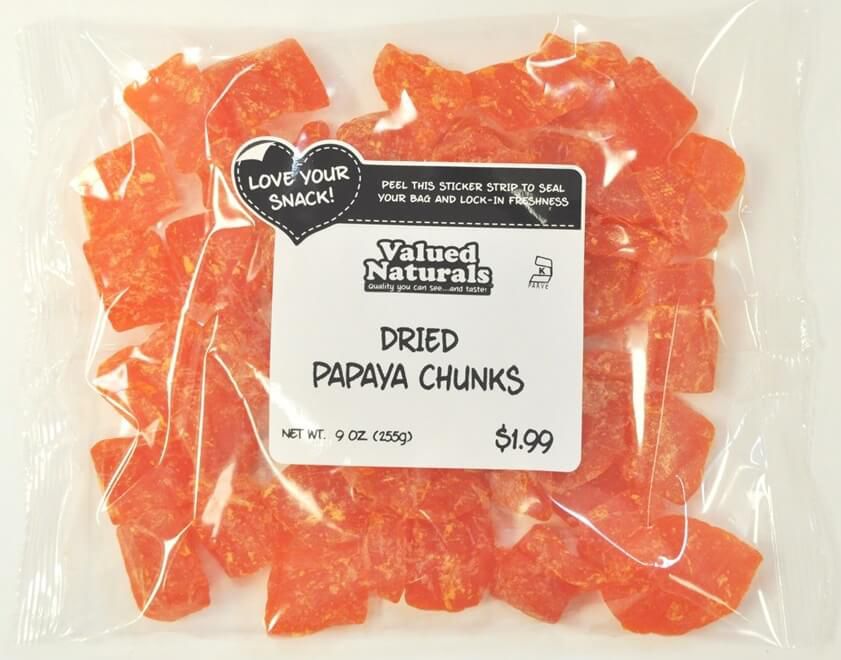 LOVE YOUR
SNACK!
PEEL THIS STICKER STRIP TO SEAL
YOUR BAG AND LOCK-IN FRESHNESS
Valued
Naturals
Quality you can see...and taste!
K
PARVE
DRIED
PAPAYA CHUNKS
NET WT. 9 OZ (255g)
$1.99